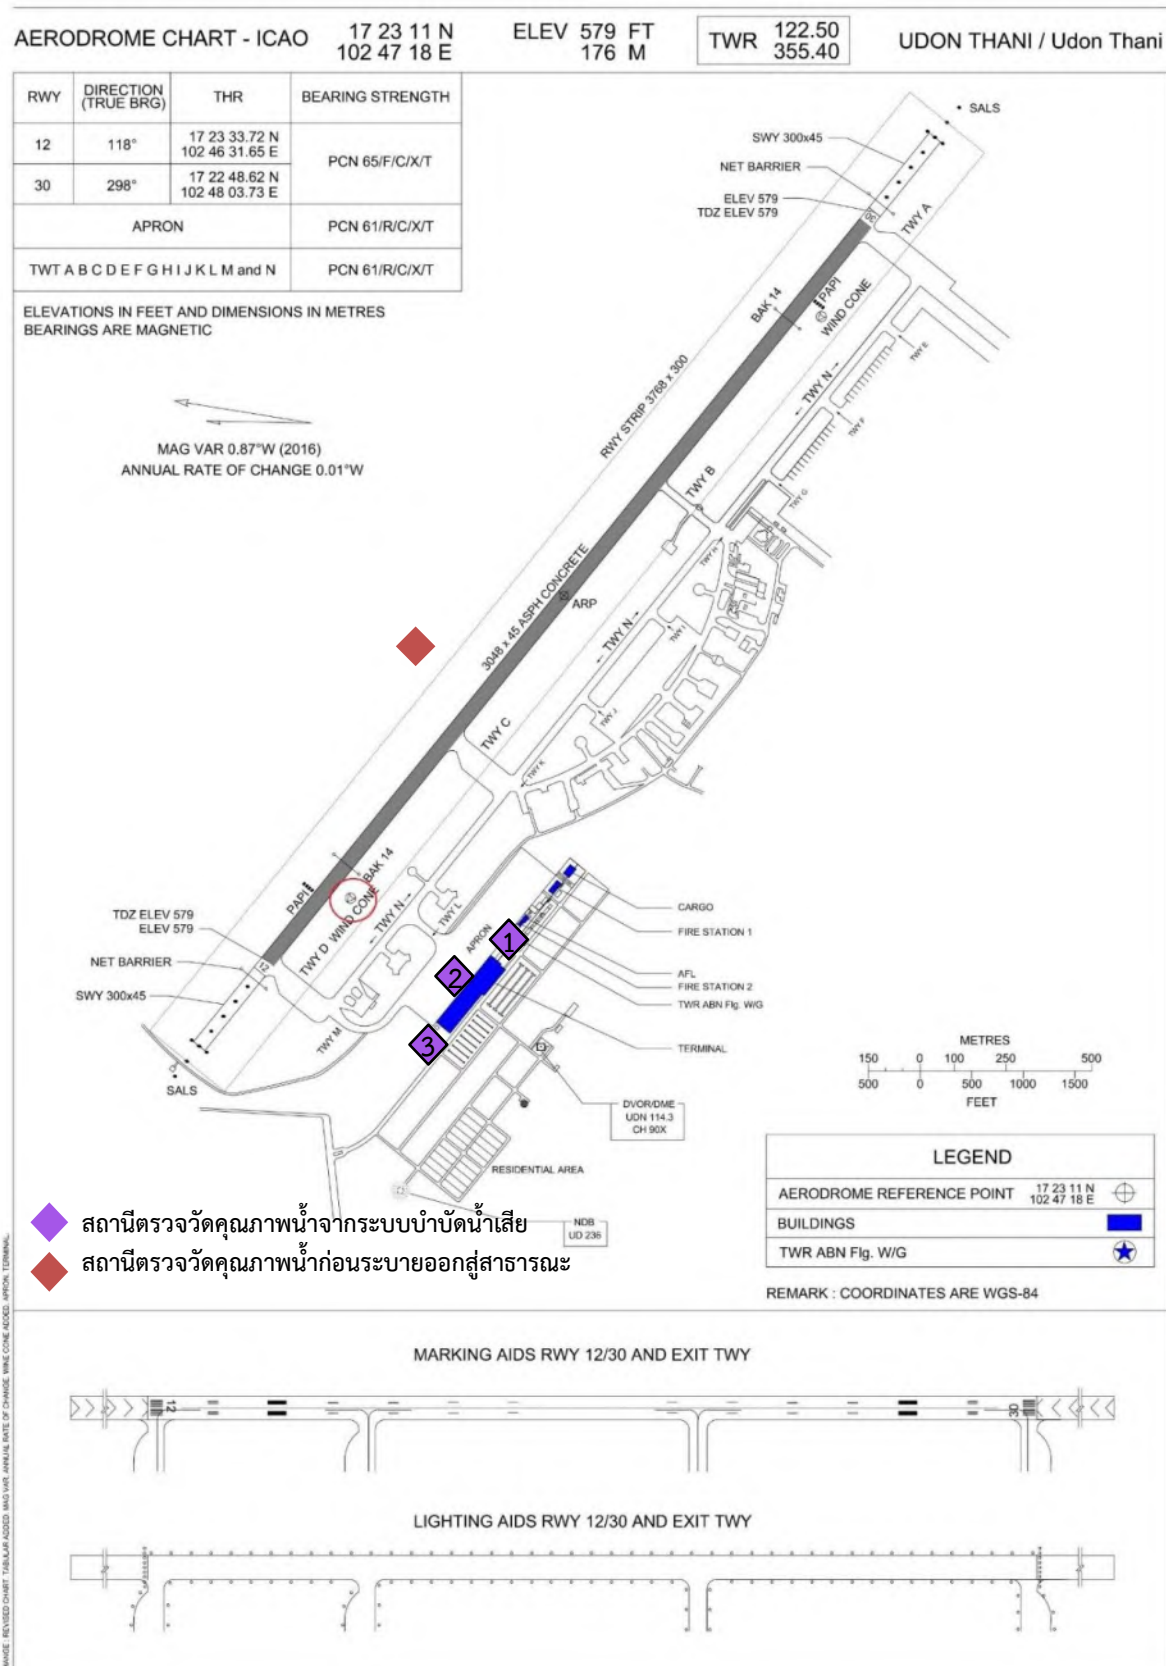 AERODROME CHART - ICAO
17 23 11 N
102 47 18 E
ELEV 579 FT
176 M
TWR 122.50
355.40
UDON THANI / Udon Thani
RWY DIRECTION (TRUE BRG) THR BEARING STRENGTH
12 118° 17 23 33.72 N
102 46 31.65 E
PCN 65/F/C/X/T
30 298° 17 22 48.62 N
102 48 03.73 E
APRON PCN 61/R/C/X/T
TWT A B C D E F G H I J K L M and N PCN 61/R/C/X/T
ELEVATIONS IN FEET AND DIMENSIONS IN METRES
BEARINGS ARE MAGNETIC
MAG VAR 0.87°W (2016)
ANNUAL RATE OF CHANGE 0.01°W
SALS
SWY 300x45
NET BARRIER
ELEV 579
TDZ ELEV 579
30
TWY A
PAPI
WIND CONE
BAK 14
TWY E
TWY N
TWY F
RWY STRIP 3768 x 300
TWY B
TWY G
TWY H
3048 x 45 ASPH CONCRETE
ARP
TWY N
TWY I
TWY J
TWY C
TWY K
BAK 14
PAPI
WIND CONE
TWY N
TWY L
TWY D
TDZ ELEV 579
ELEV 579
12
NET BARRIER
SWY 300x45
TWY M
SALS
APRON
1
2
3
CARGO
FIRE STATION 1
AFL
FIRE STATION 2
TWR ABN Flg. W/G
TERMINAL
DVOR/DME
UDN 114.3
CH 90X
RESIDENTIAL AREA
NDB
UD 236
METRES
150 0 100 250 500
500 0 500 1000 1500
FEET
LEGEND
AERODROME REFERENCE POINT 17 23 11 N
102 47 18 E
BUILDINGS
TWR ABN Flg. W/G
REMARK : COORDINATES ARE WGS-84
สถานีตรวจวัดคุณภาพน้ำจากระบบบำบัดน้ำเสีย
สถานีตรวจวัดคุณภาพน้ำก่อนระบายออกสู่สาธารณะ
MARKING AIDS RWY 12/30 AND EXIT TWY
12
30
LIGHTING AIDS RWY 12/30 AND EXIT TWY